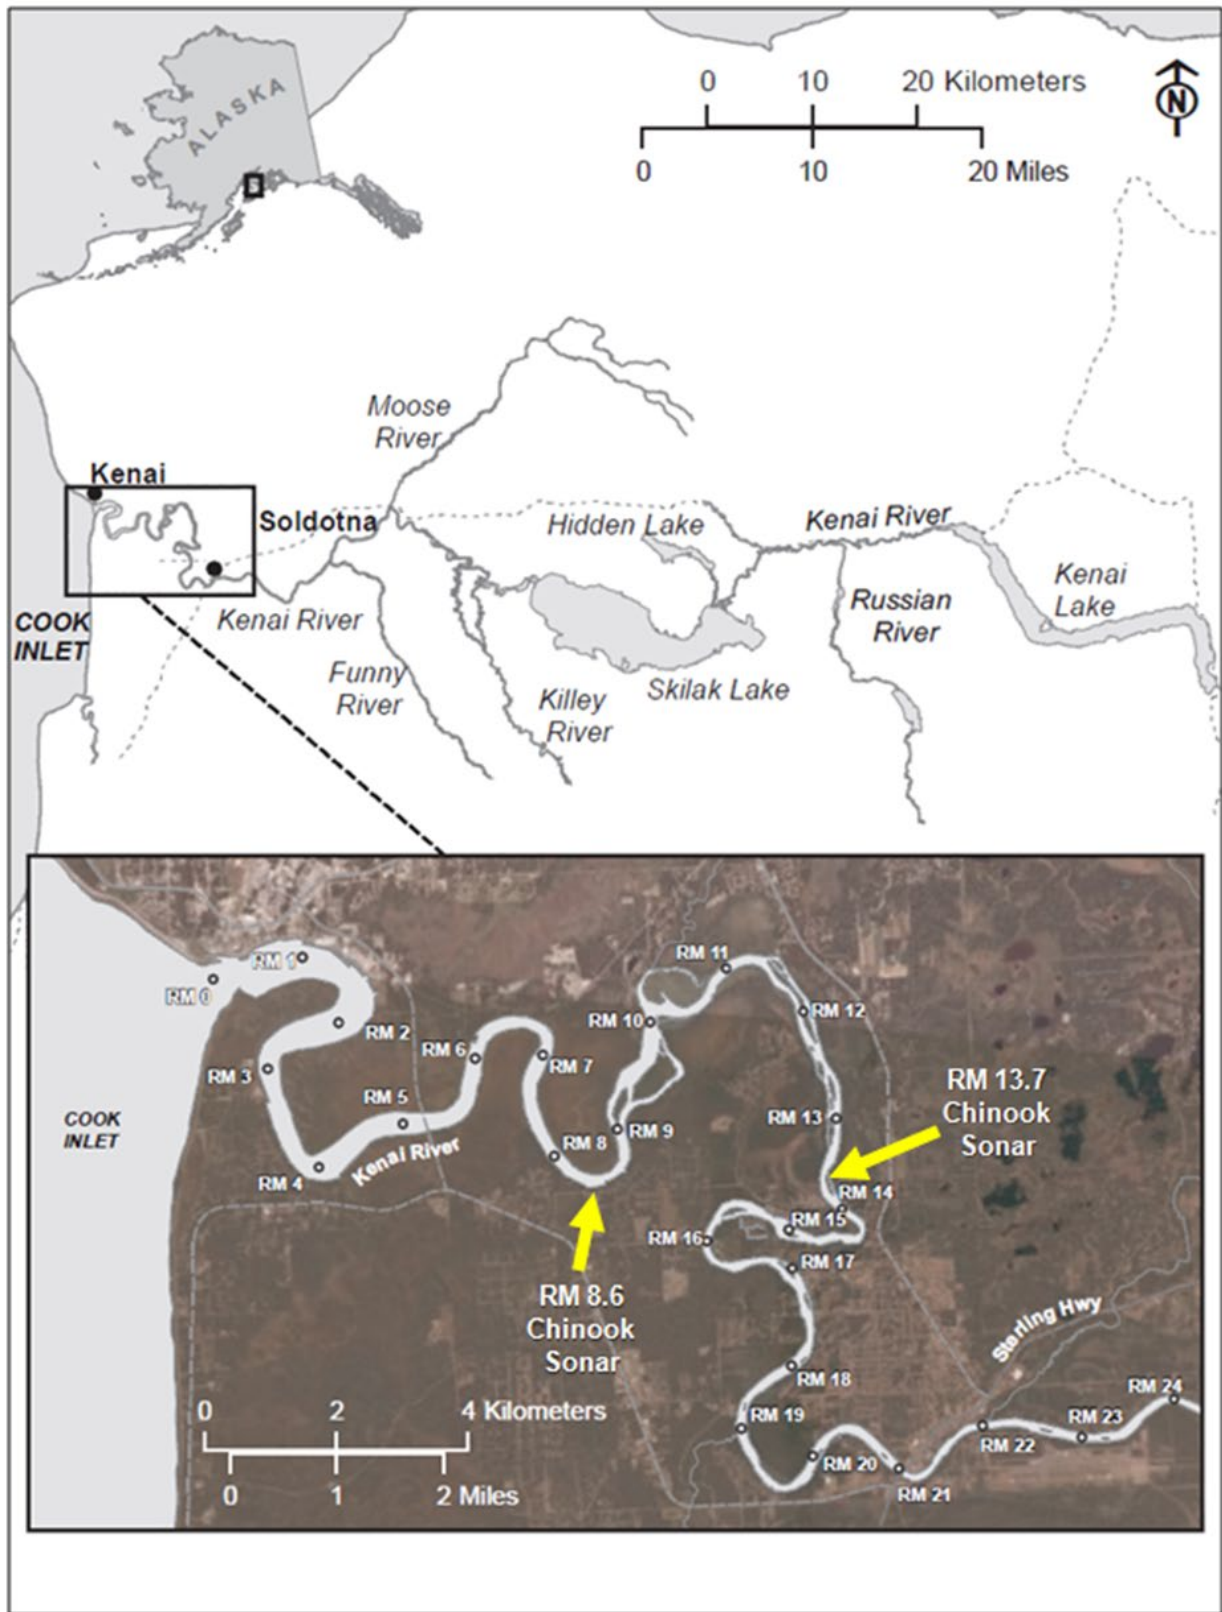 ALASKA
0 10 20 Kilometers
N
0 10 20 Miles
Moose
River
Kenai
Soldotna
Hidden Lake
Kenai River
Kenai
Lake
Russian
River
COOK
INLET
Kenai River
Funny
River
Killey
River
Skilak Lake
RM 0
RM 1
RM 2
RM 3
RM 4
RM 5
RM 6
RM 7
RM 8
RM 9
RM 10
RM 11
RM 12
RM 13
RM 14
RM 15
RM 16
RM 17
RM 18
RM 19
RM 20
RM 21
RM 22
RM 23
RM 24
COOK
INLET
Kenai River
RM 13.7
Chinook
Sonar
RM 8.6
Chinook
Sonar
Starling Hwy
0 2 4 Kilometers
0 1 2 Miles